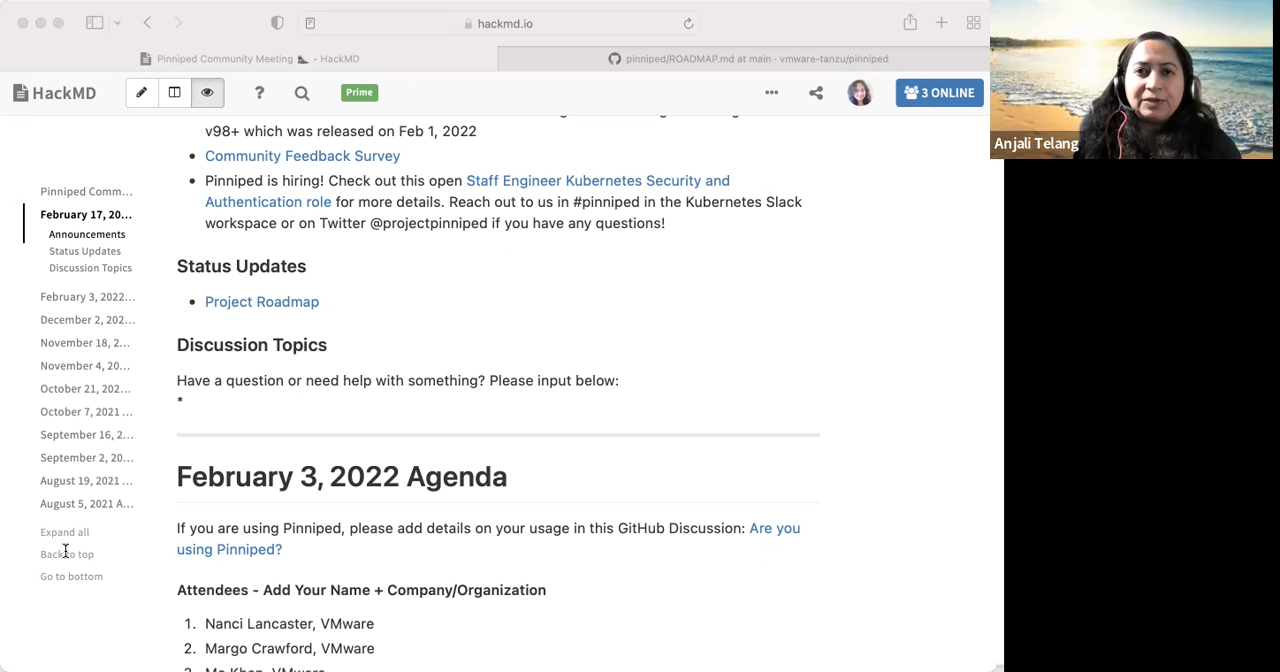 hackmd.io
Pinniped Community Meeting - HackMD
pinniped/ROADMAP.md at main · vmware-tanzu/pinniped
HackMD
?
Prime
3 ONLINE
Anjali Telang
Pinniped Comm...
February 17, 20...
Announcements
Status Updates
Discussion Topics
February 3, 2022...
December 2, 202...
November 18, 2...
November 4, 20...
October 21, 202...
October 7, 2021 ...
September 16, 2...
September 2, 20...
August 19, 2021 ...
August 5, 2021 A...
Expand all
Back to top
Go to bottom
v98+ which was released on Feb 1, 2022
• Community Feedback Survey
• Pinniped is hiring! Check out this open Staff Engineer Kubernetes Security and
Authentication role for more details. Reach out to us in #pinniped in the Kubernetes Slack
workspace or on Twitter @projectpinniped if you have any questions!
Status Updates
• Project Roadmap
Discussion Topics
Have a question or need help with something? Please input below:
*
February 3, 2022 Agenda
If you are using Pinniped, please add details on your usage in this GitHub Discussion: Are you
using Pinniped?
Attendees - Add Your Name + Company/Organization
1. Nanci Lancaster, VMware
2. Margo Crawford, VMware